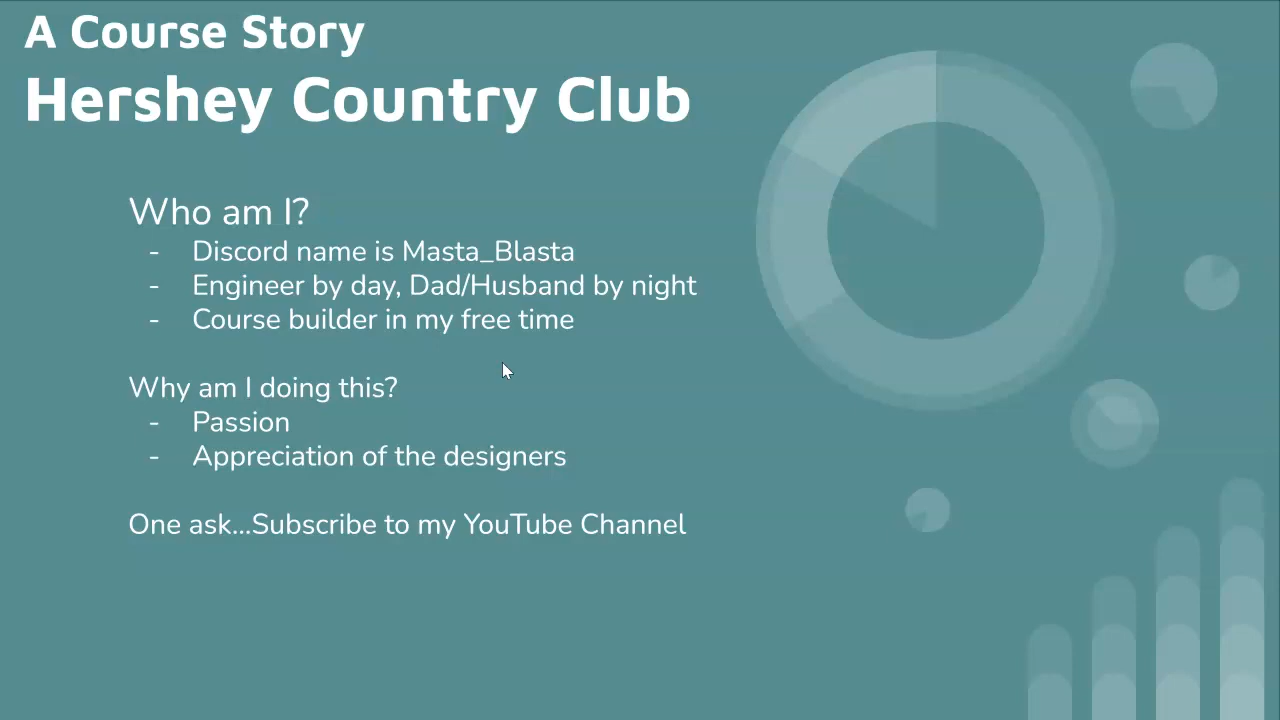 A Course Story
Hershey Country Club
Who am I?
- Discord name is Masta_Blasta
- Engineer by day, Dad/Husband by night
- Course builder in my free time
Why am I doing this?
- Passion
- Appreciation of the designers
One ask...Subscribe to my YouTube Channel